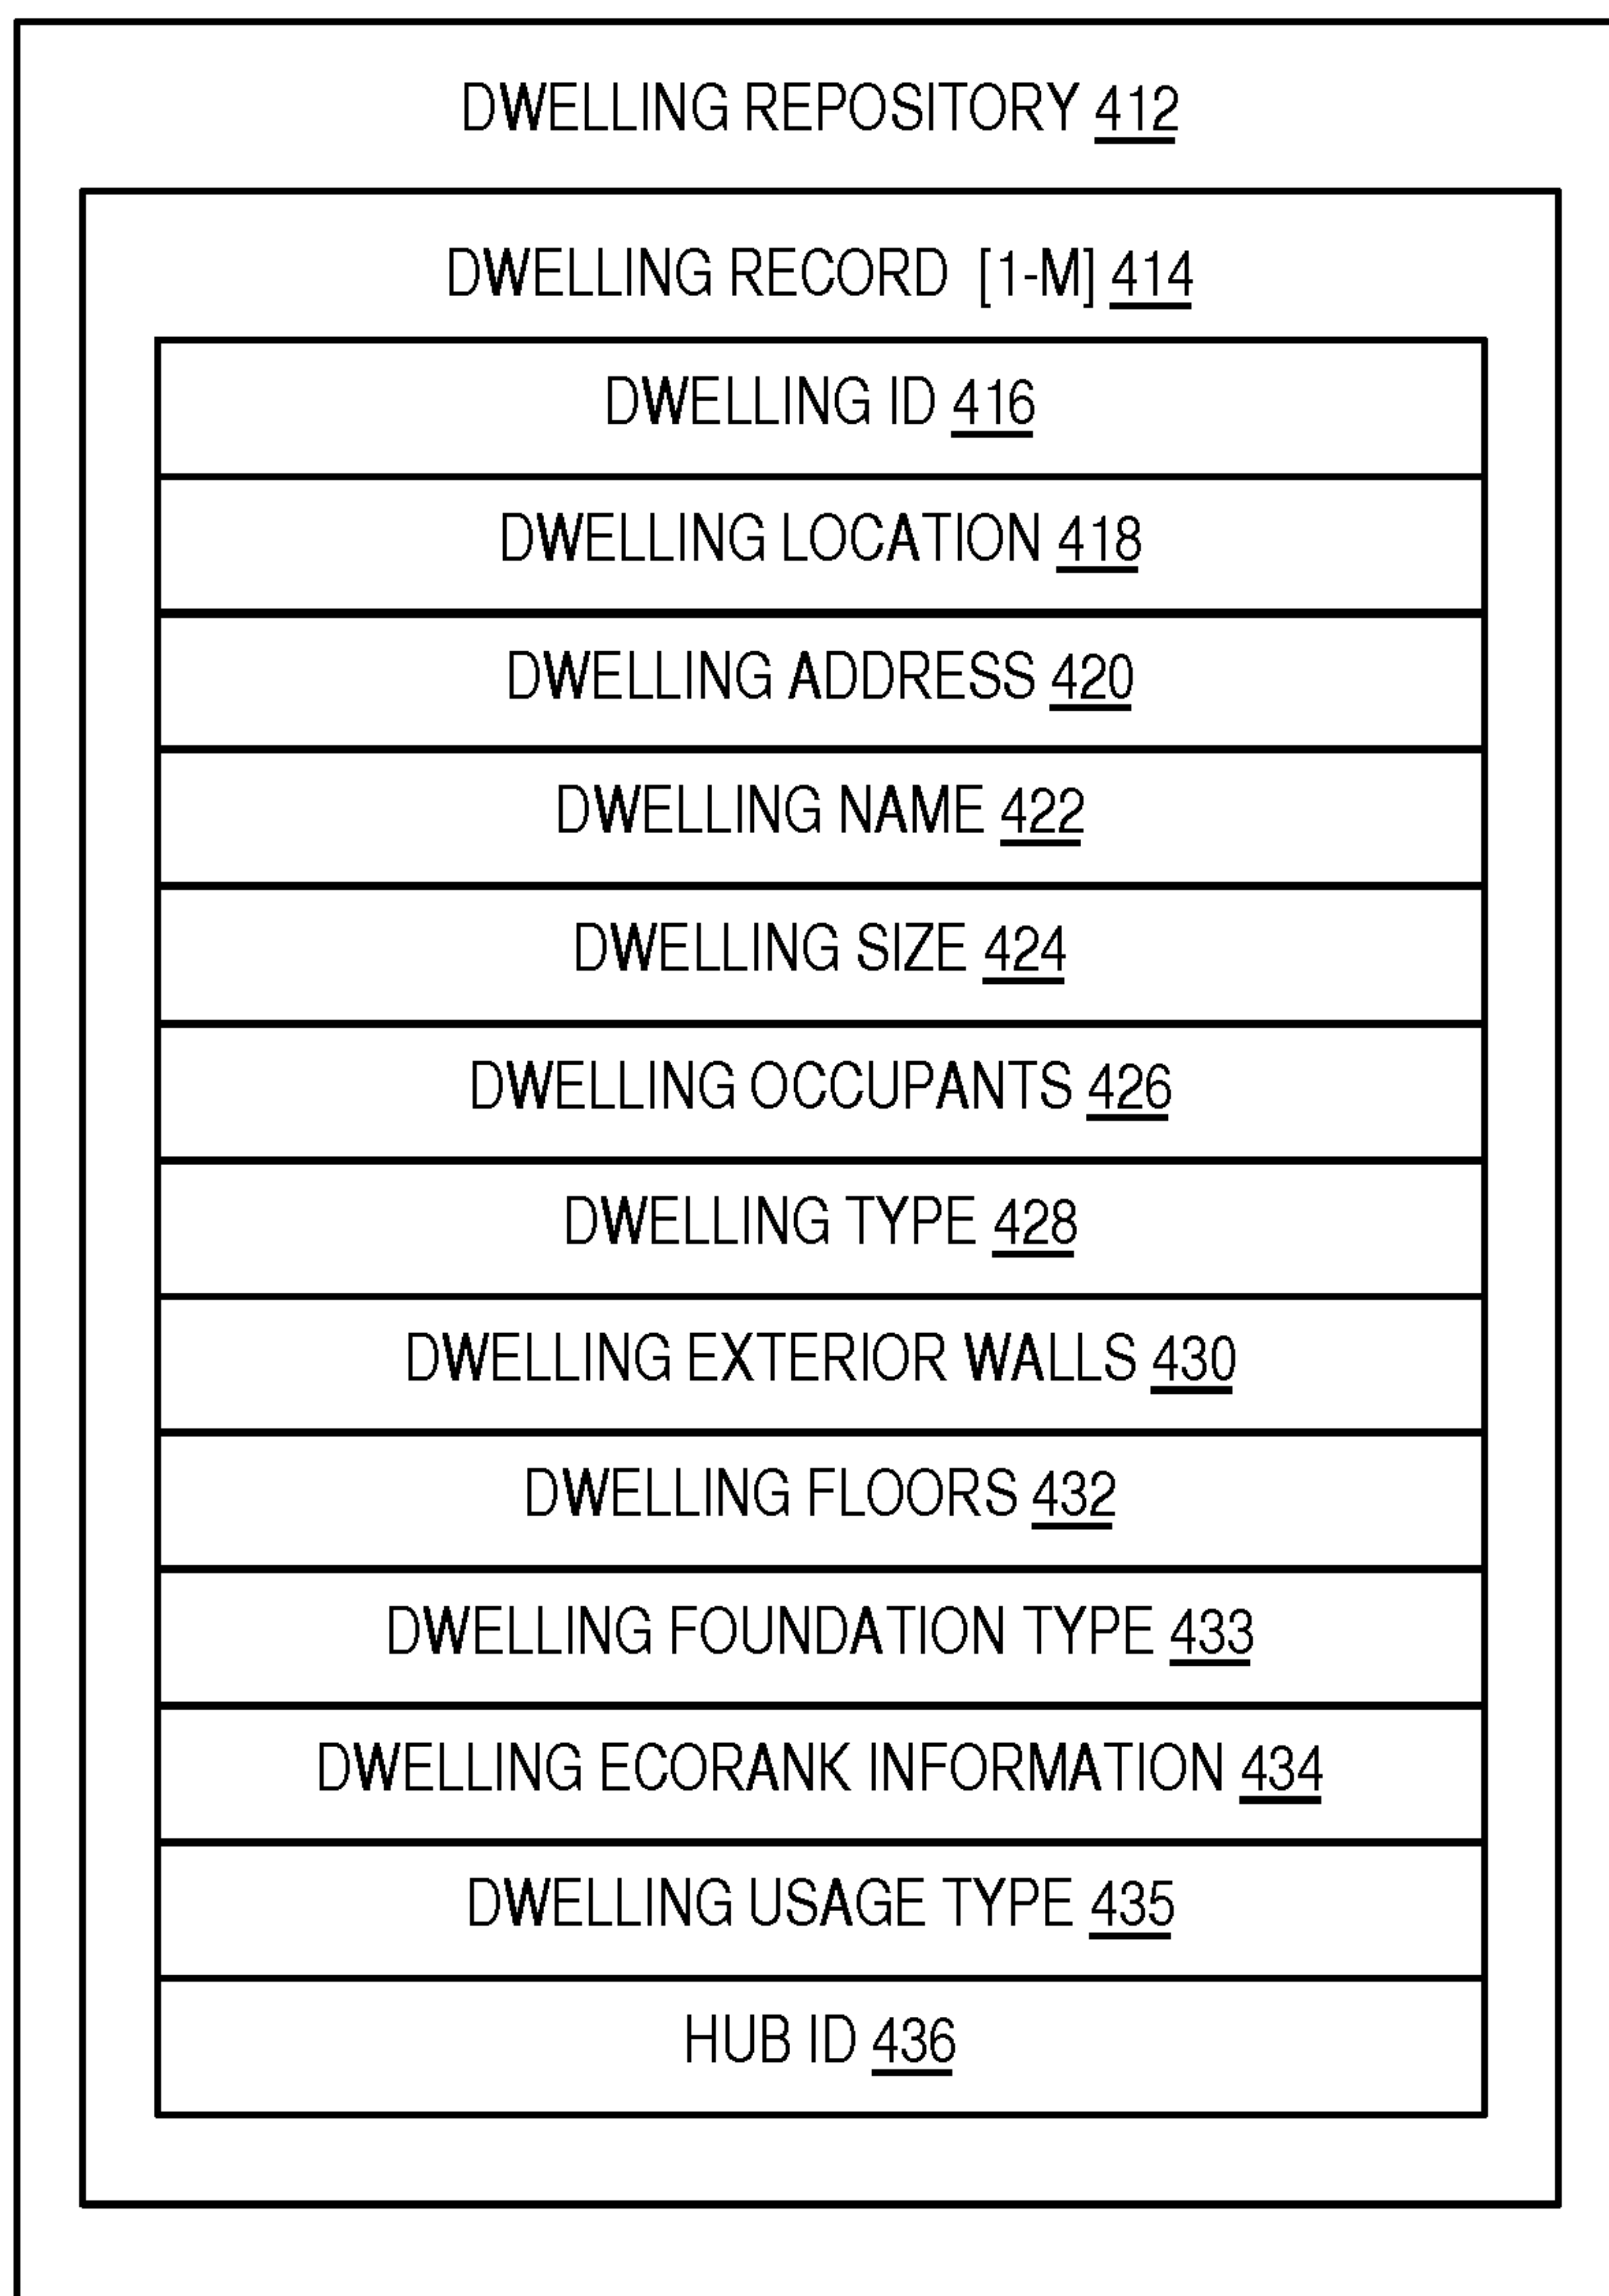 DWELLING REPOSITORY 412
DWELLING RECORD [1-M] 414
DWELLING ID 416
DWELLING LOCATION 418
DWELLING ADDRESS 420
DWELLING NAME 422
DWELLING SIZE 424
DWELLING OCCUPANTS 426
DWELLING TYPE 428
DWELLING EXTERIOR WALLS 430
DWELLING FLOORS 432
DWELLING FOUNDATION TYPE 433
DWELLING ECORANK INFORMATION 434
DWELLING USAGE TYPE 435
HUB ID 436